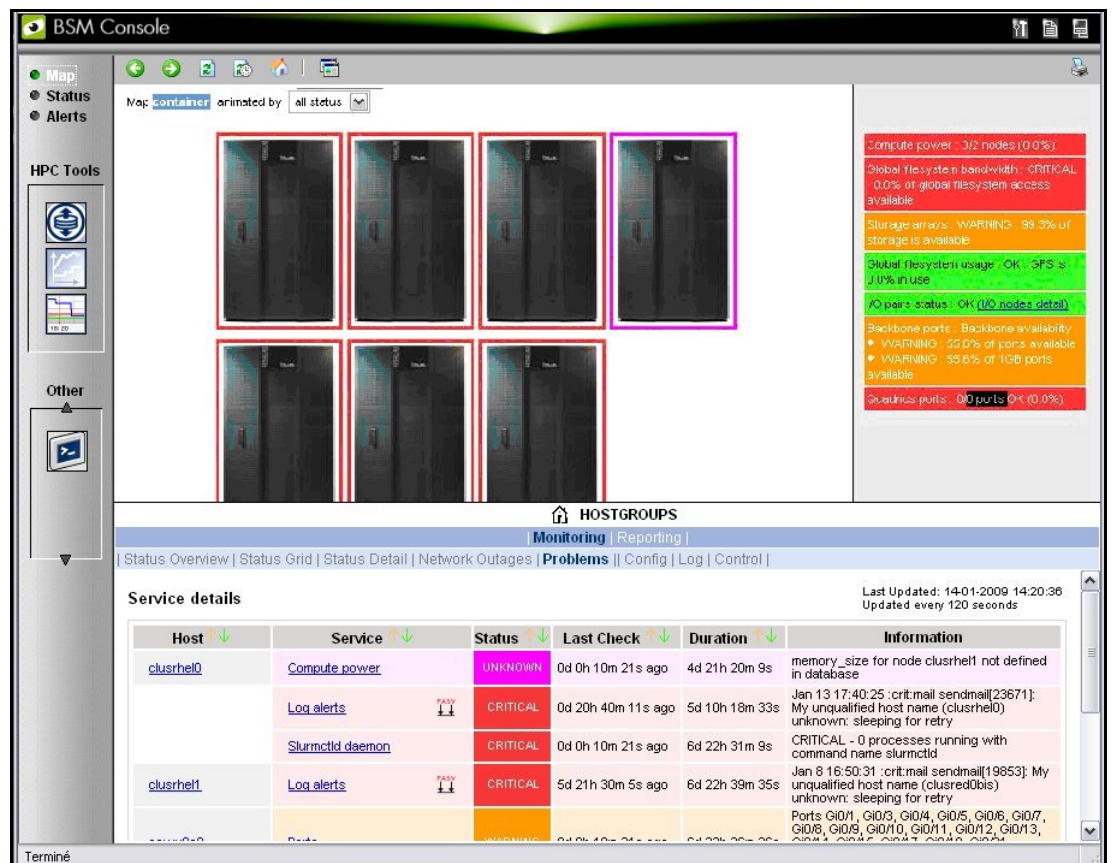 BSM Console
Map
Status
Alerts
HPC Tools
Other
Map container animated by all status
Compute power : 0/2 nodes (0.0%)
Global filesystem bandwidth : CRITICAL
- 0.0% of global filesystem access
available
Storage arrays : WARNING : 99.3% of
storage is available
Global filesystem usage : OK : GFS is
0.0% in use
I/O pairs status : OK (I/O nodes detail)
Backbone ports : Backbone availability
WARNING : of ports available
WARNING : 55.6% of 1GB ports
available
Quadrics ports : 0/0 ports OK (0.0%)
HOSTGROUPS
| Monitoring | Reporting |
| Status Overview | Status Grid | Status Detail | Network Outages | Problems || Config | Log | Control |
Service details
Last Updated: 14-01-2009 14:20:36
Updated every 120 seconds
Host Service Status Last Check Duration Information
clusrhel0 Compute power UNKNOWN 0d 0h 10m 21s ago 4d 21h 20m 9s memory_size for node clusrhel1 not defined
in database
Log alerts PASV CRITICAL 0d 20h 40m 11s ago 5d 10h 18m 33s Jan 13 17:40:25 :crit:mail sendmail[23671]:
My unqualified host name (clusrhel0)
unknown: sleeping for retry
Slurmctld daemon CRITICAL 0d 0h 10m 21s ago 6d 22h 31m 9s CRITICAL - 0 processes running with
command name slurmctld
clusrhel1 Log alerts PASV CRITICAL 5d 21h 30m 5s ago 6d 22h 39m 35s Jan 8 16:50:31 :crit:mail sendmail[19853]: My
unqualified host name (clusred0bis)
unknown: sleeping for retry
Ports Gi0/1, Gi0/3, Gi0/4, Gi0/5, Gi0/6, Gi0/7,
Gi0/8, Gi0/9, Gi0/10, Gi0/11, Gi0/12, Gi0/13,
Terminé